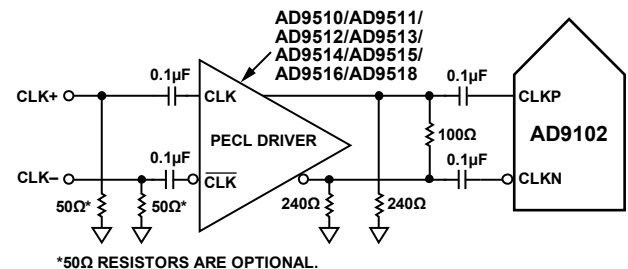 AD9510/AD9511/
AD9512/AD9513/
AD9514/AD9515/
AD9516/AD9518
0.1µF
0.1µF
CLK+
CLK
CLKP
PECL DRIVER
100Ω
AD9102
0.1µF
0.1µF
CLK–
CLK
CLKN
50Ω*
50Ω*
240Ω
240Ω
*50Ω RESISTORS ARE OPTIONAL.